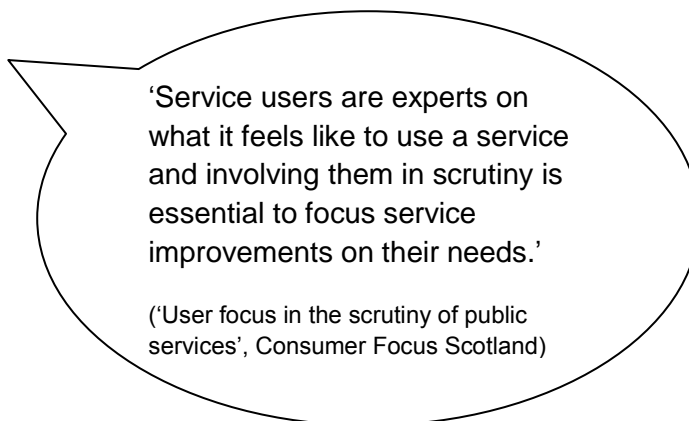 ‘Service users are experts on
what it feels like to use a service
and involving them in scrutiny is
essential to focus service
improvements on their needs.’
(‘User focus in the scrutiny of public
services’, Consumer Focus Scotland)